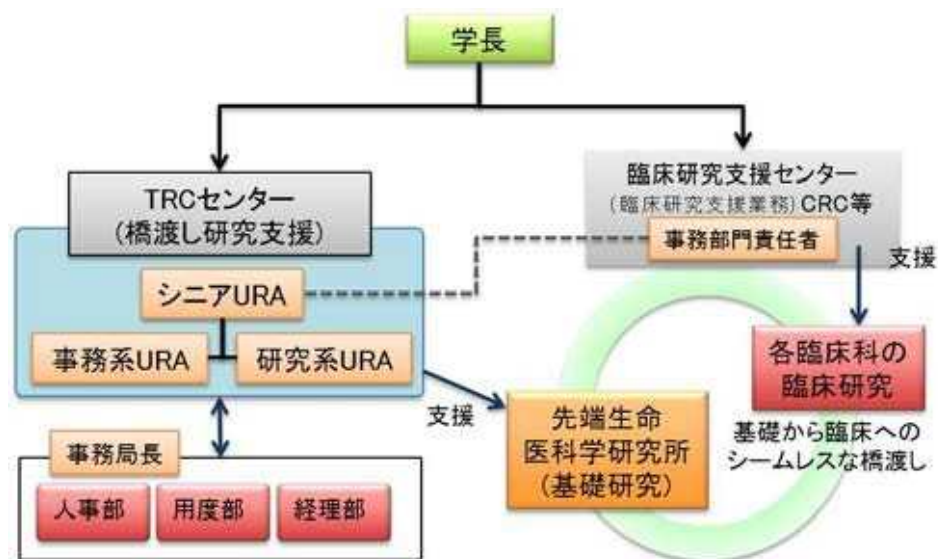 学長
TRCセンター
(橋渡し研究支援)
臨床研究支援センター
(臨床研究支援業務) CRC等
事務部門責任者
シニアURA
事務系URA
研究系URA
支援
支援
各臨床科の
臨床研究
先端生命
医科学研究所
(基礎研究)
基礎から臨床への
シームレスな橋渡し
事務局長
人事部
用度部
経理部